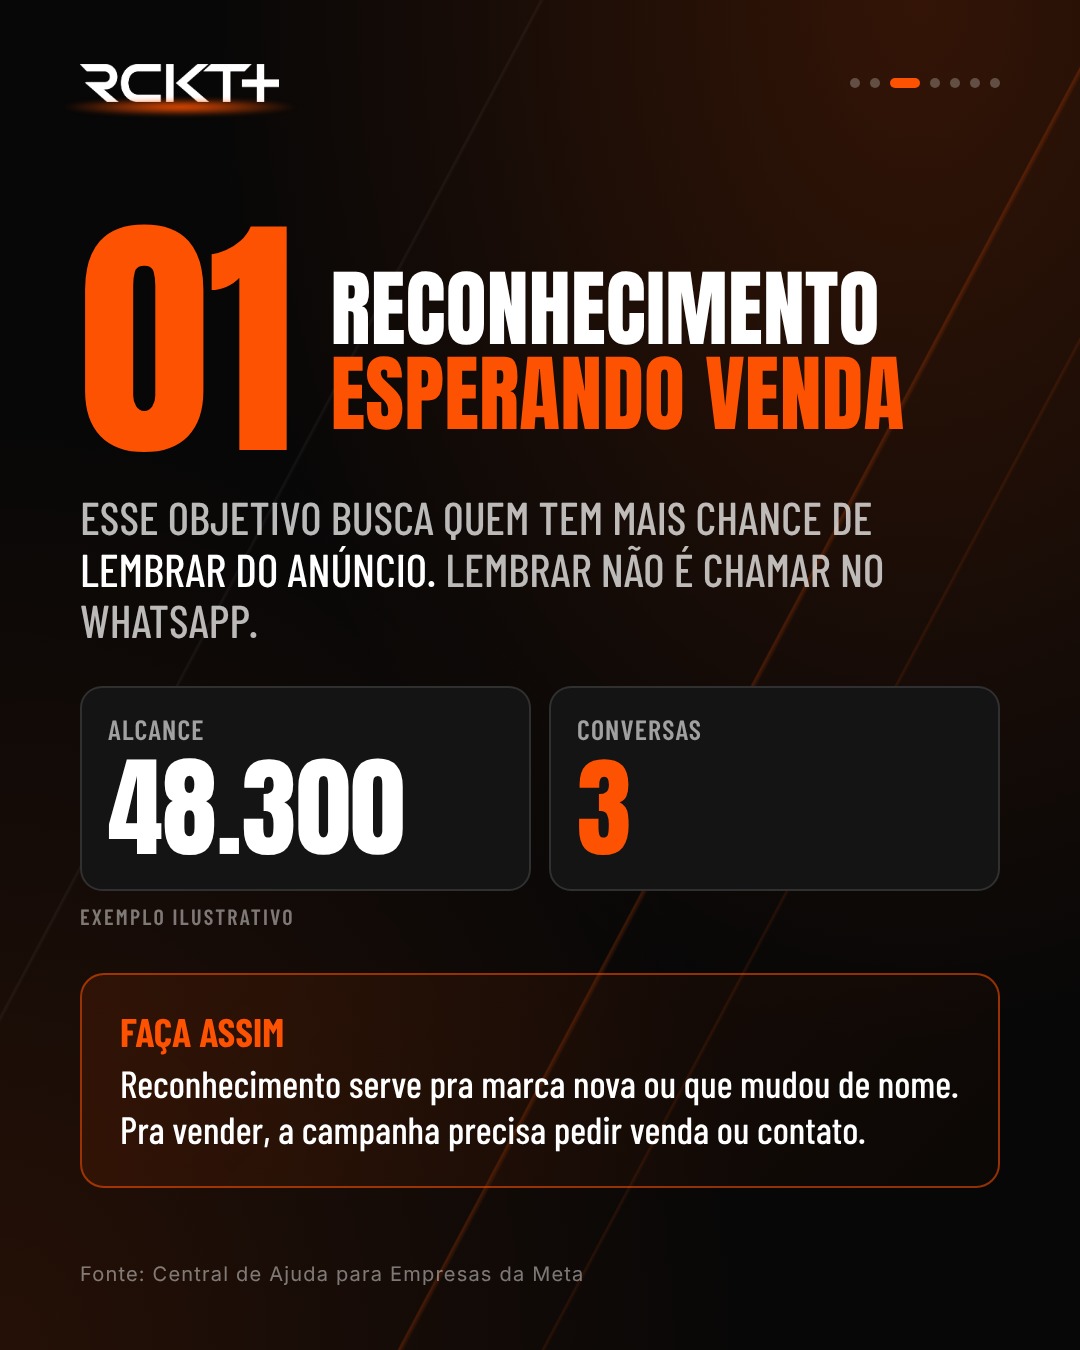 RCKT+
01
RECONHECIMENTO
ESPERANDO VENDA
ESSE OBJETIVO BUSCA QUEM TEM MAIS CHANCE DE
LEMBRAR DO ANÚNCIO. LEMBRAR NÃO É CHAMAR NO
WHATSAPP.
ALCANCE
48.300
CONVERSAS
3
EXEMPLO ILUSTRATIVO
FAÇA ASSIM
Reconhecimento serve pra marca nova ou que mudou de nome.
Pra vender, a campanha precisa pedir venda ou contato.
Fonte: Central de Ajuda para Empresas da Meta